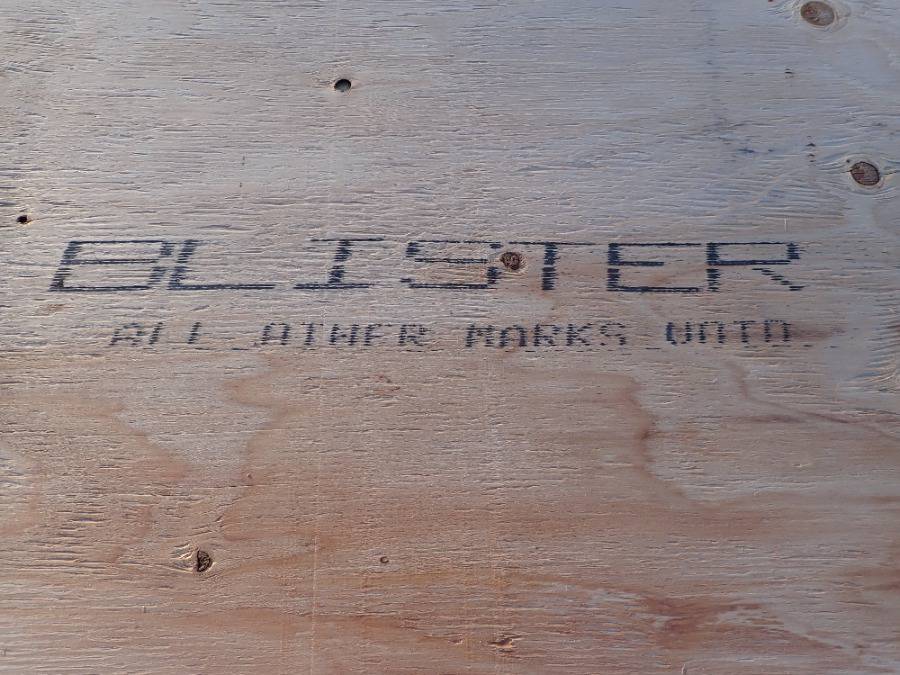 BLISTER
ALL OTHER MARKS VOID